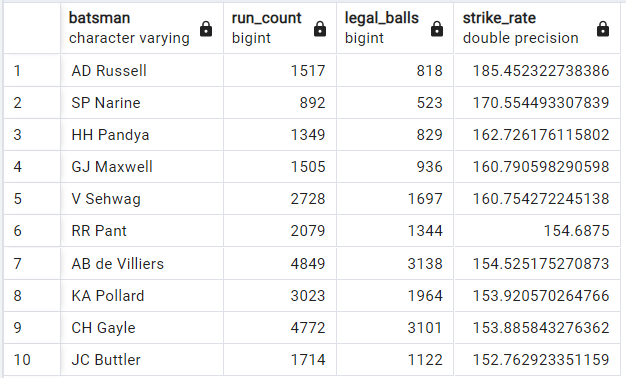 batsman run_count legal_balls strike_rate
character varying bigint bigint double precision
1 AD Russell 1517 818 185.452322738386
2 SP Narine 892 523 170.554493307839
3 HH Pandya 1349 829 162.726176115802
4 GJ Maxwell 1505 936 160.790598290598
5 V Sehwag 2728 1697 160.754272245138
6 RR Pant 2079 1344 154.6875
7 AB de Villiers 4849 3138 154.525175270873
8 KA Pollard 3023 1964 153.920570264766
9 CH Gayle 4772 3101 153.885843276362
10 JC Buttler 1714 1122 152.762923351159